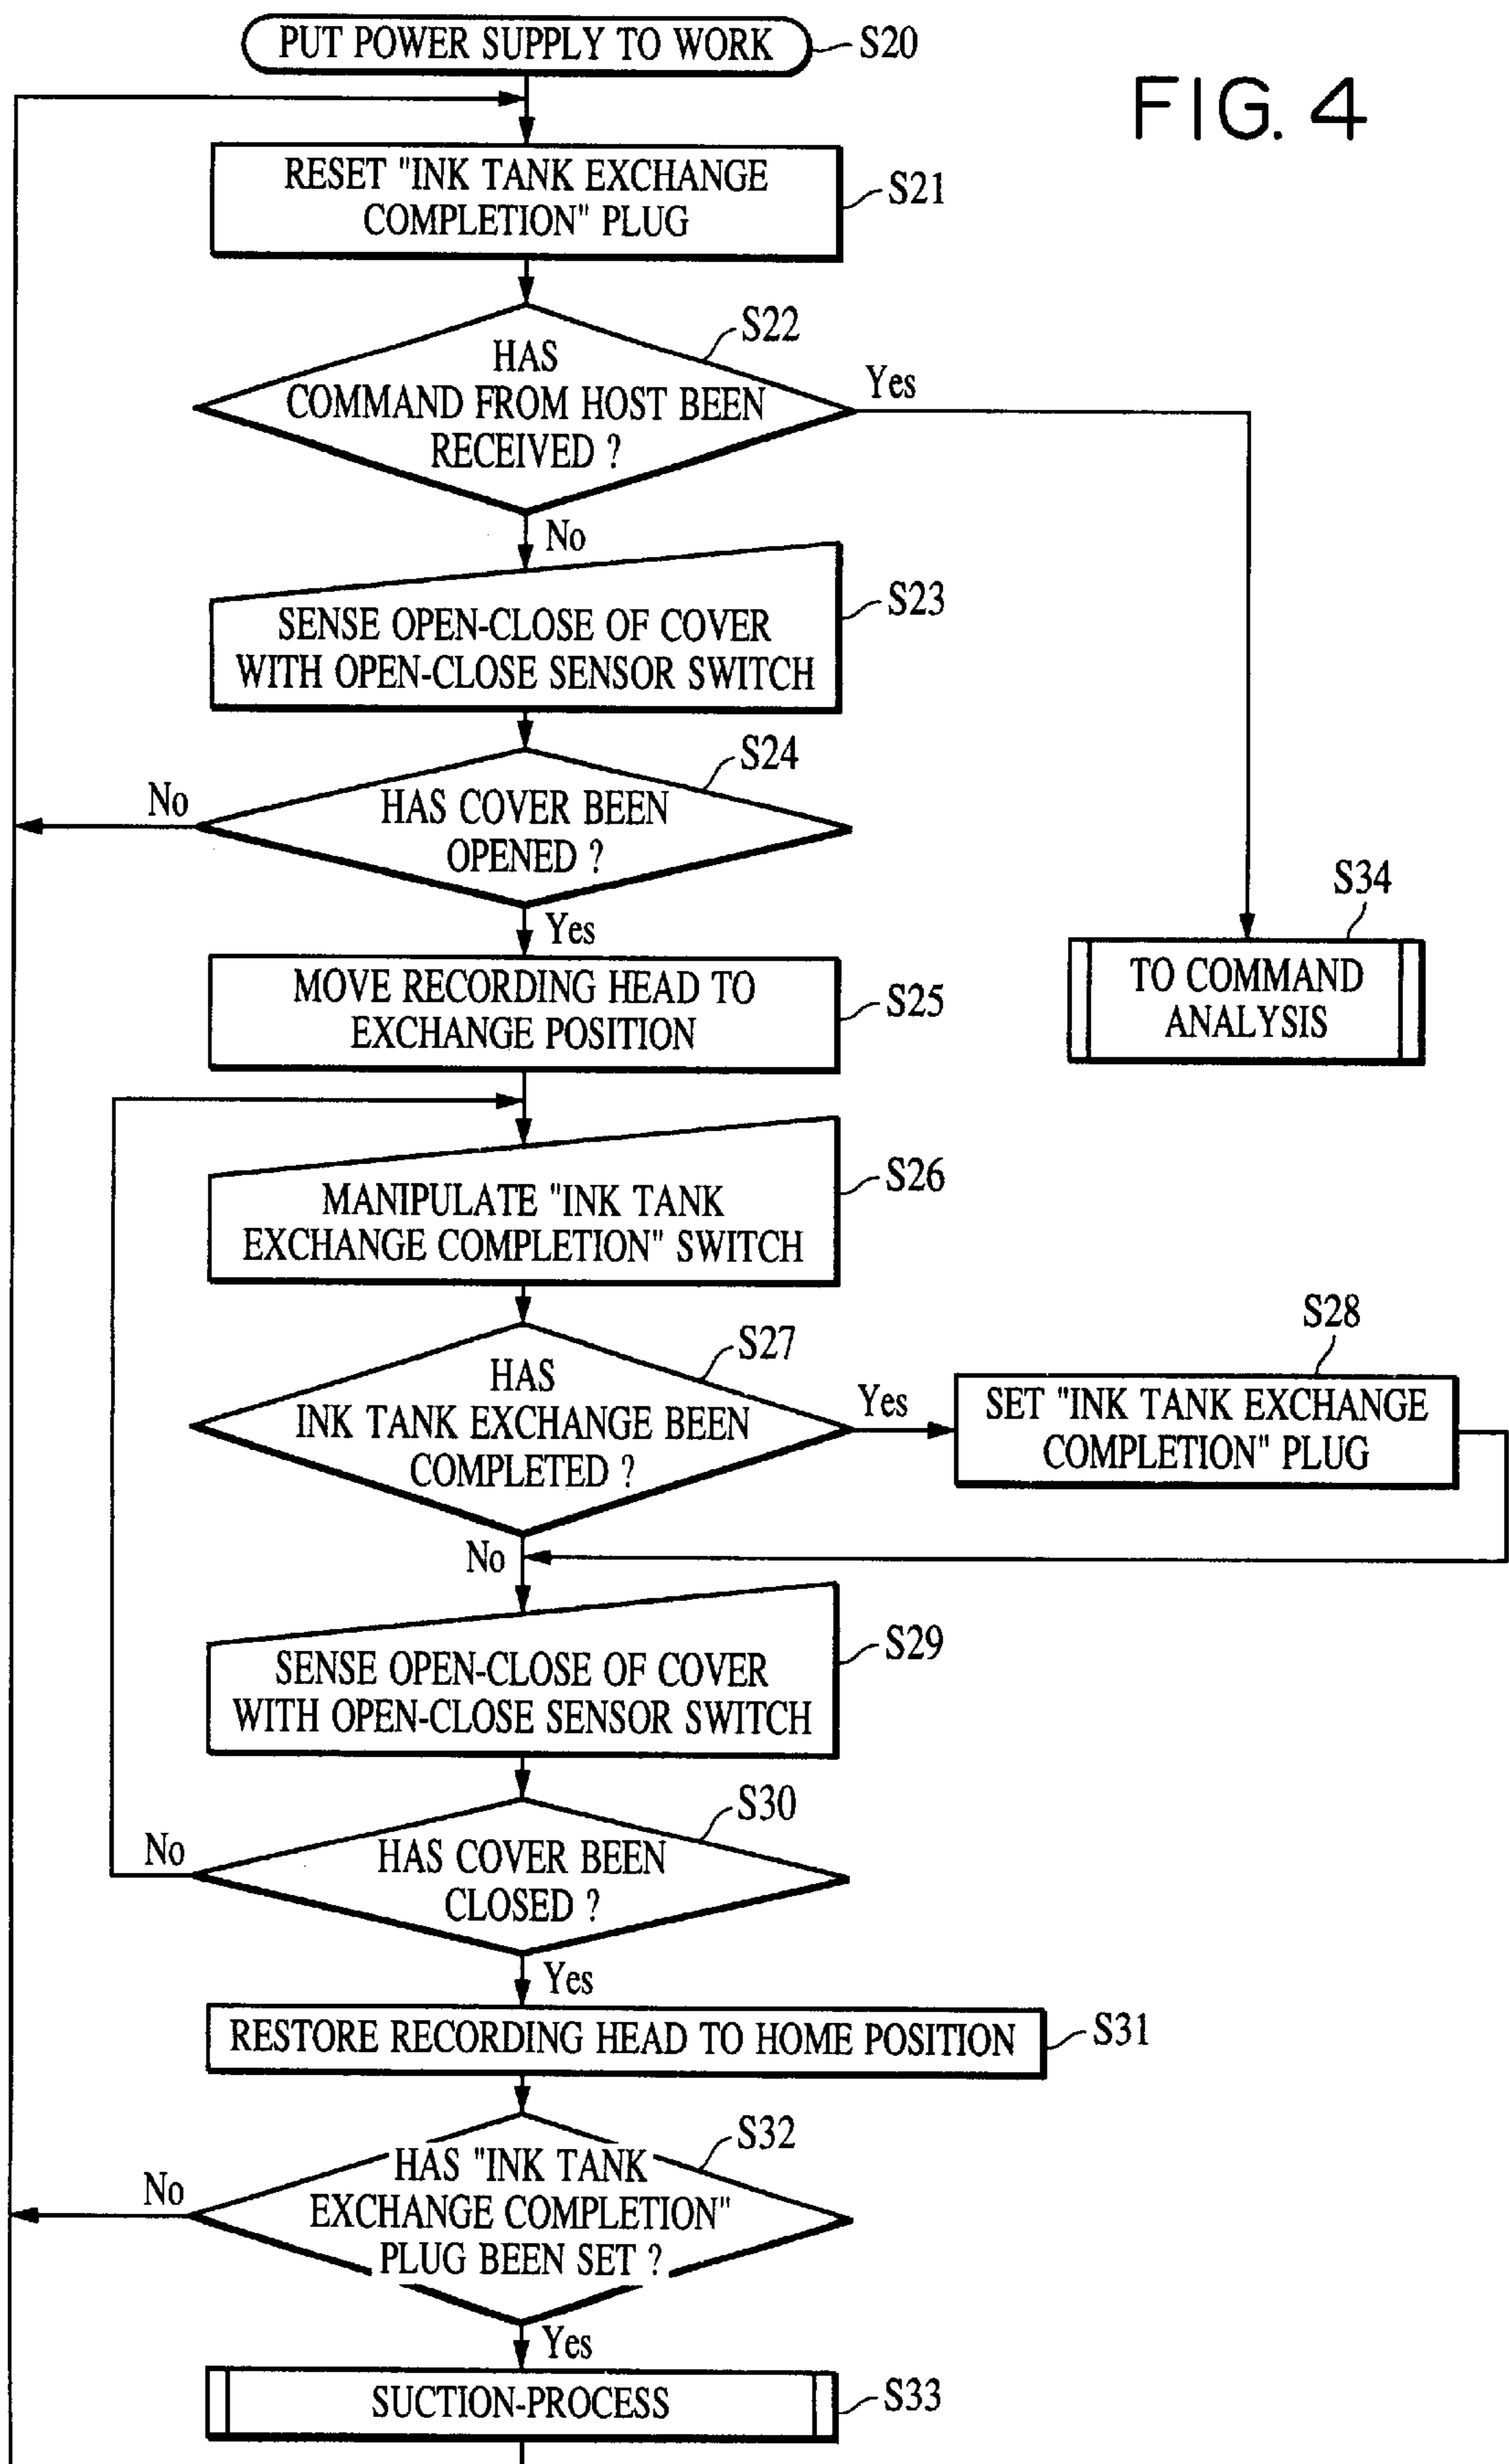 PUT POWER SUPPLY TO WORK
S20
FIG. 4
RESET "INK TANK EXCHANGE
COMPLETION" PLUG
S21
S22
HAS
COMMAND FROM HOST BEEN
RECEIVED ?
Yes
No
SENSE OPEN-CLOSE OF COVER
WITH OPEN-CLOSE SENSOR SWITCH
S23
S24
HAS COVER BEEN
OPENED ?
No
Yes
S34
TO COMMAND
ANALYSIS
MOVE RECORDING HEAD TO
EXCHANGE POSITION
S25
MANIPULATE "INK TANK
EXCHANGE COMPLETION" SWITCH
S26
S27
HAS
INK TANK EXCHANGE BEEN
COMPLETED ?
Yes
S28
SET "INK TANK EXCHANGE
COMPLETION" PLUG
No
SENSE OPEN-CLOSE OF COVER
WITH OPEN-CLOSE SENSOR SWITCH
S29
S30
HAS COVER BEEN
CLOSED ?
No
Yes
RESTORE RECORDING HEAD TO HOME POSITION
S31
S32
HAS "INK TANK
EXCHANGE COMPLETION"
PLUG BEEN SET ?
No
Yes
SUCTION-PROCESS
S33